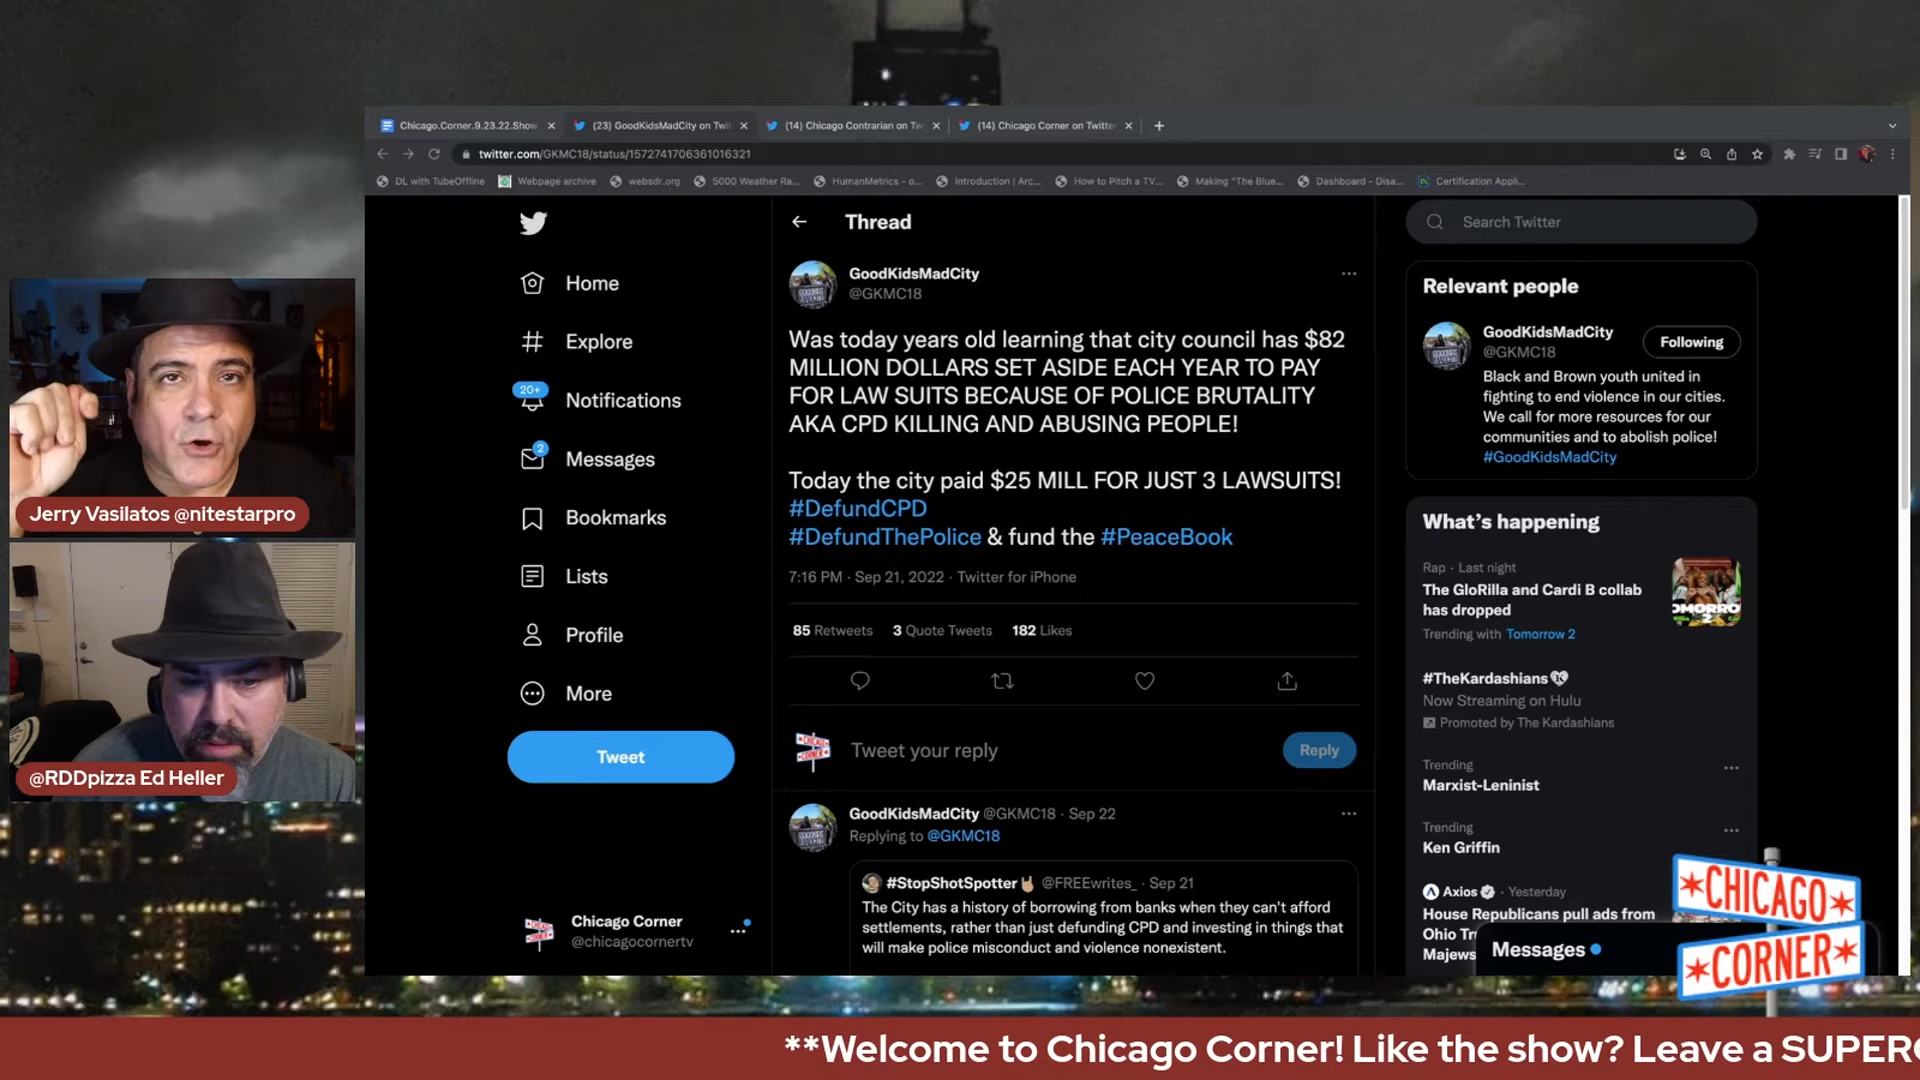 Chicago.Corner.9.23.22.Show
(23) GoodKidsMadCity on Twit
(14) Chicago Contrarian on Tw
(14) Chicago Corner on Twitter
twitter.com/GKMC18/status/1572741706361016321
DL with TubeOffline
Webpage archive
websdr.org
5000 Weather Ra...
HumanMetrics - o...
Introduction | Arc...
How to Pitch a TV...
Making "The Blue...
Dashboard - Disa...
Certification Appli...
Home
Explore
20+
Notifications
2
Messages
Bookmarks
Lists
Profile
More
Tweet
Chicago Corner
@chicagocornertv
Thread
GoodKidsMadCity
@GKMC18
Was today years old learning that city council has $82
MILLION DOLLARS SET ASIDE EACH YEAR TO PAY
FOR LAW SUITS BECAUSE OF POLICE BRUTALITY
AKA CPD KILLING AND ABUSING PEOPLE!
Today the city paid $25 MILL FOR JUST 3 LAWSUITS!
#DefundCPD
#DefundThePolice & fund the #PeaceBook
7:16 PM · Sep 21, 2022 · Twitter for iPhone
85 Retweets 3 Quote Tweets 182 Likes
Tweet your reply
Reply
GoodKidsMadCity @GKMC18 · Sep 22
Replying to @GKMC18
#StopShotSpotter @FREEwrites_ · Sep 21
The City has a history of borrowing from banks when they can't afford
settlements, rather than just defunding CPD and investing in things that
will make police misconduct and violence nonexistent.
Search Twitter
Relevant people
GoodKidsMadCity
@GKMC18
Following
Black and Brown youth united in
fighting to end violence in our cities.
We call for more resources for our
communities and to abolish police!
#GoodKidsMadCity
What's happening
Rap · Last night
The GloRilla and Cardi B collab
has dropped
Trending with Tomorrow 2
#TheKardashians
Now Streaming on Hulu
Promoted by The Kardashians
Trending
Marxist-Leninist
Trending
Ken Griffin
Axios · Yesterday
House Republicans pull ads from
Ohio Tr
Majews
Messages
CHICAGO
CORNER
Jerry Vasilatos @nitestarpro
@RDDpizza Ed Heller
**Welcome to Chicago Corner! Like the show? Leave a SUPERC